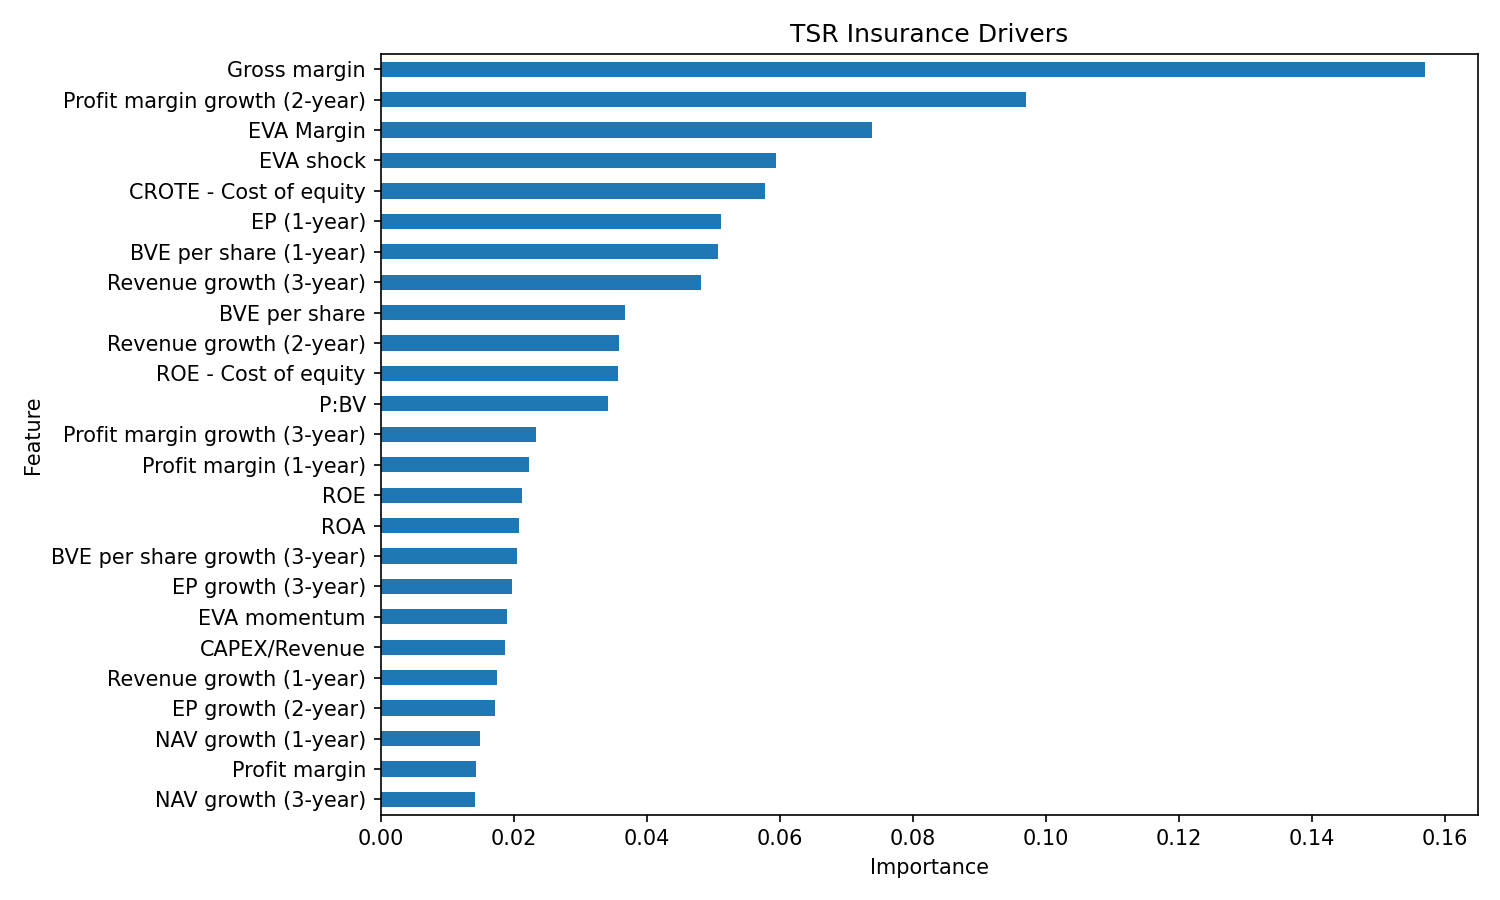 TSR Insurance Drivers
Gross margin
Profit margin growth (2-year)
EVA Margin
EVA shock
CROTE - Cost of equity
EP (1-year)
BVE per share (1-year)
Revenue growth (3-year)
BVE per share
Revenue growth (2-year)
ROE - Cost of equity
P:BV
Profit margin growth (3-year)
Profit margin (1-year)
ROE
ROA
BVE per share growth (3-year)
EP growth (3-year)
EVA momentum
CAPEX/Revenue
Revenue growth (1-year)
EP growth (2-year)
NAV growth (1-year)
Profit margin
NAV growth (3-year)
Feature
0.00 0.02 0.04 0.06 0.08 0.10 0.12 0.14 0.16
Importance